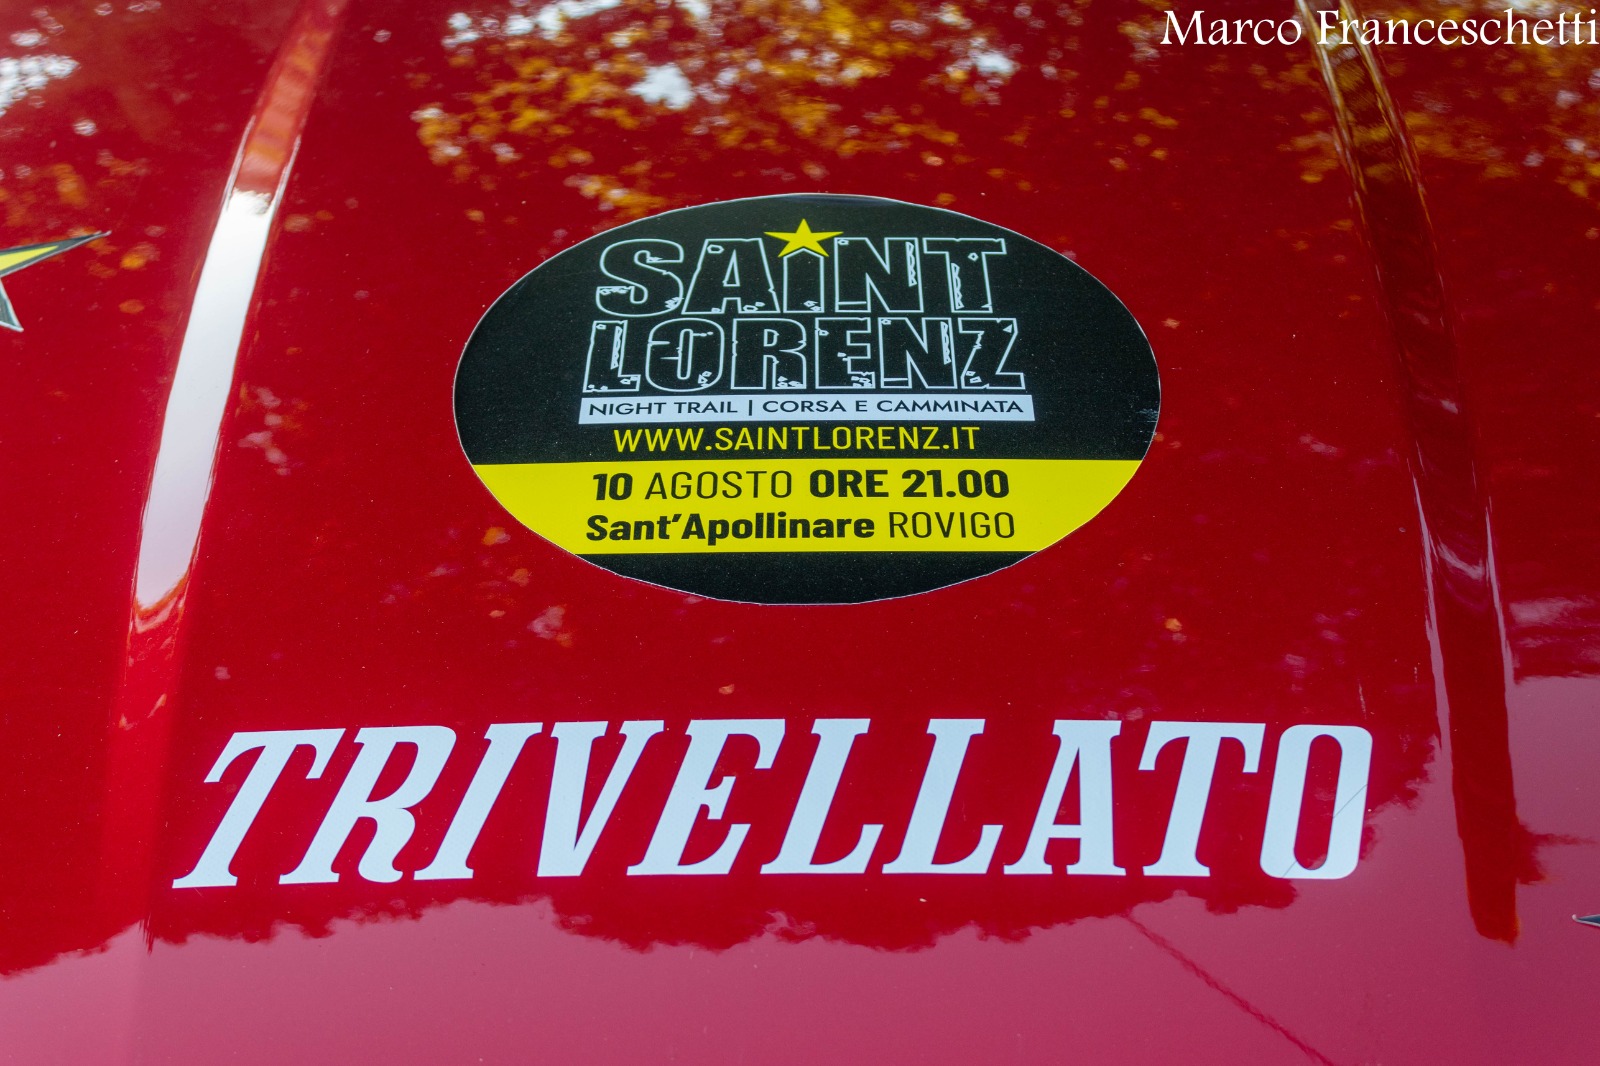 Marco Franceschetti
SAINT
LORENZ
NIGHT TRAIL | CORSA E CAMMINATA
WWW.SAINTLORENZ.IT
10 AGOSTO ORE 21.00
Sant'Apollinare ROVIGO
TRIVELLATO